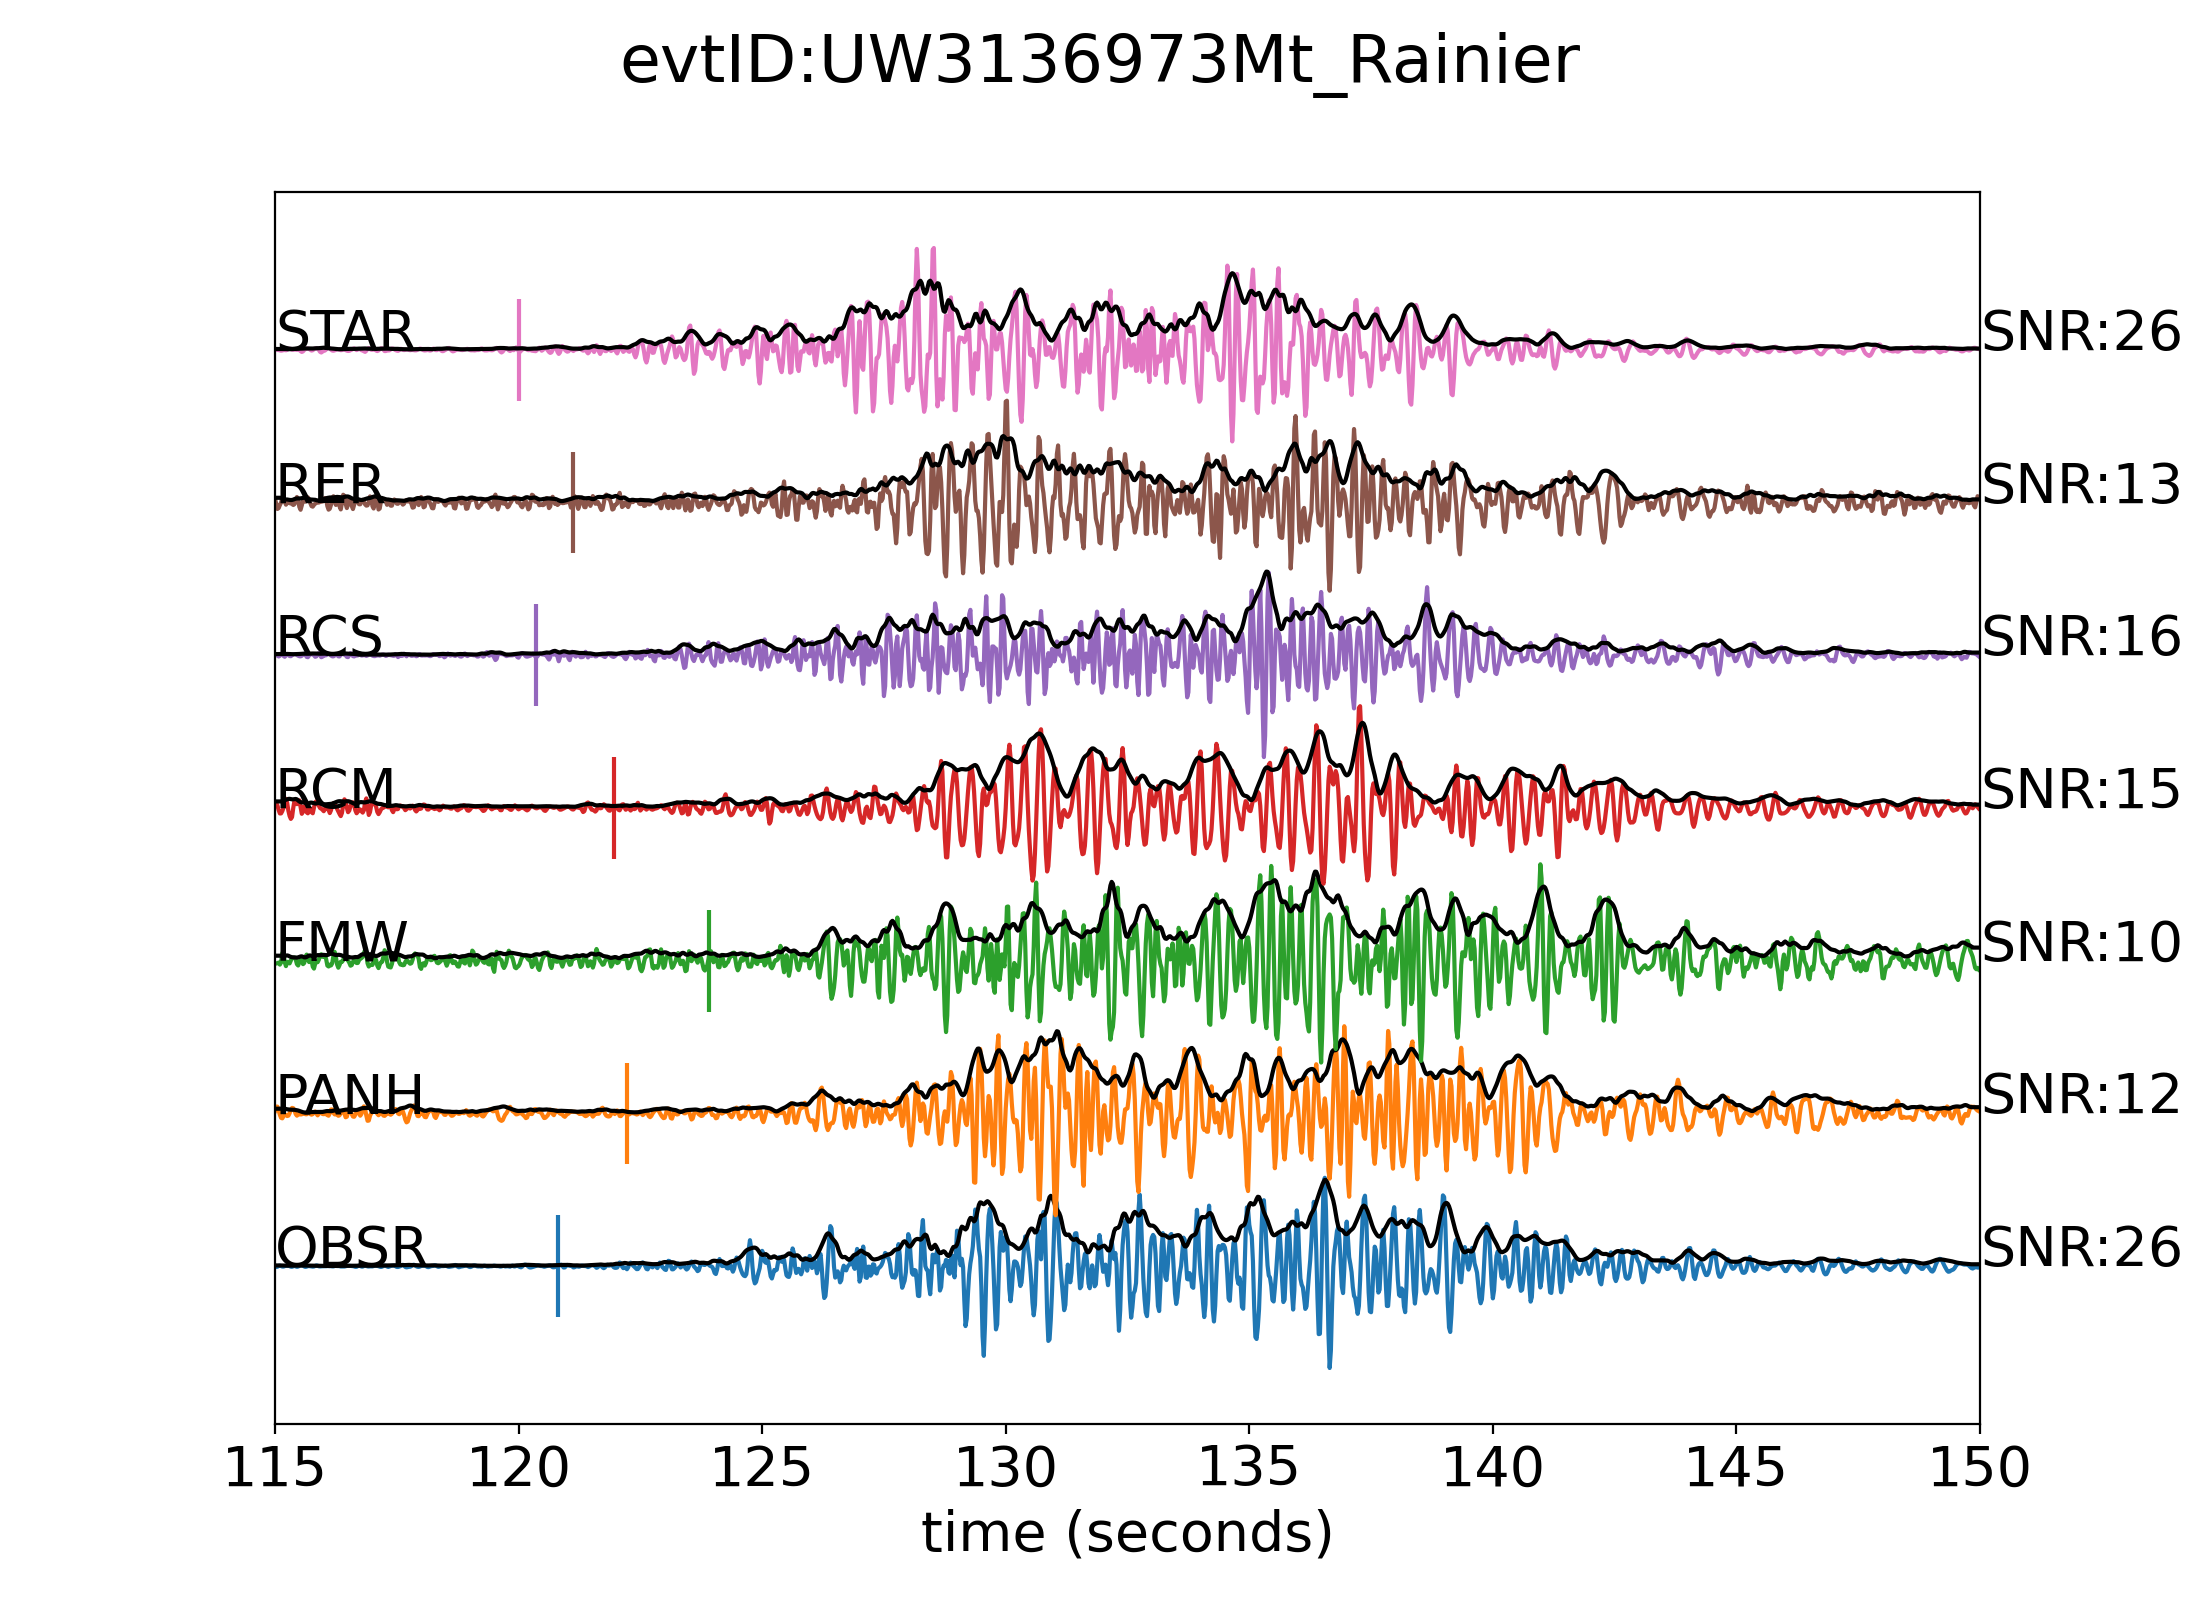 evtID:UW3136973Mt_Rainier
STAR SNR:26
RER SNR:13
RCS SNR:16
RCM SNR:15
FMW SNR:10
PANH SNR:12
OBSR SNR:26
115 120 125 130 135 140 145 150
time (seconds)